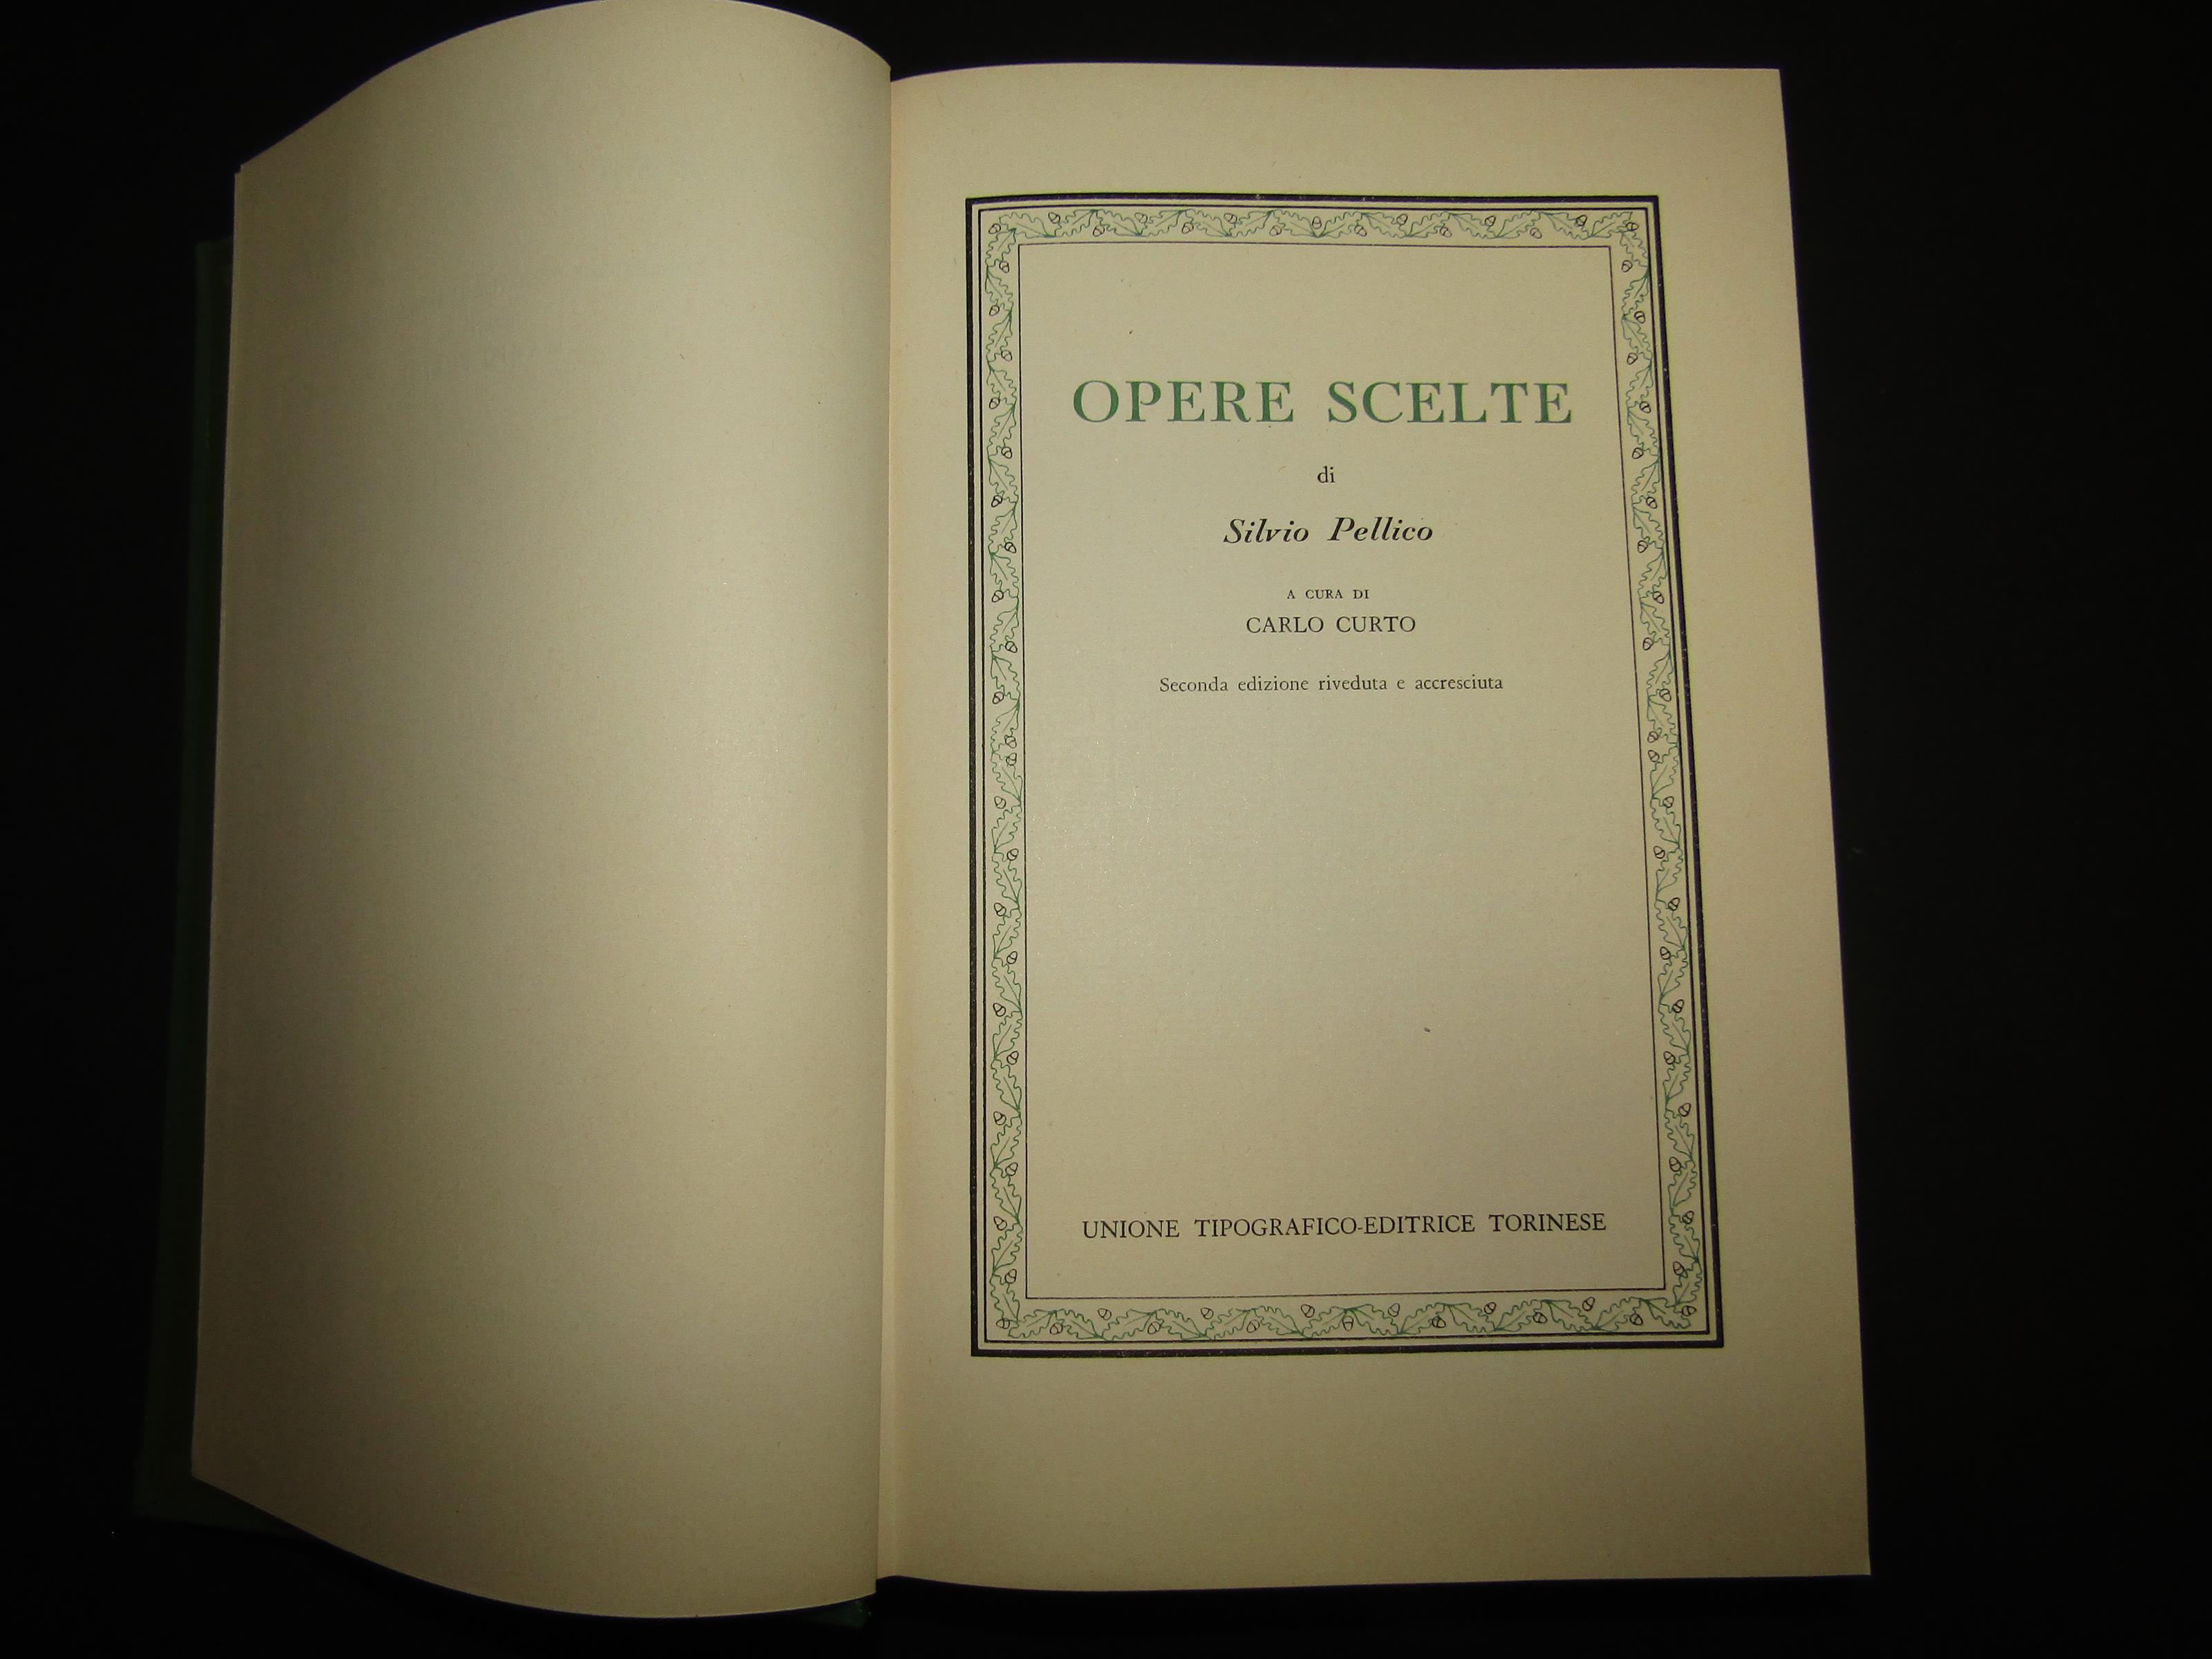 OPERE SCELTE
di
Silvio Pellico
A CURA DI
CARLO CURTO
Seconda edizione riveduta e accresciuta
UNIONE TIPOGRAFICO-EDITRICE TORINESE